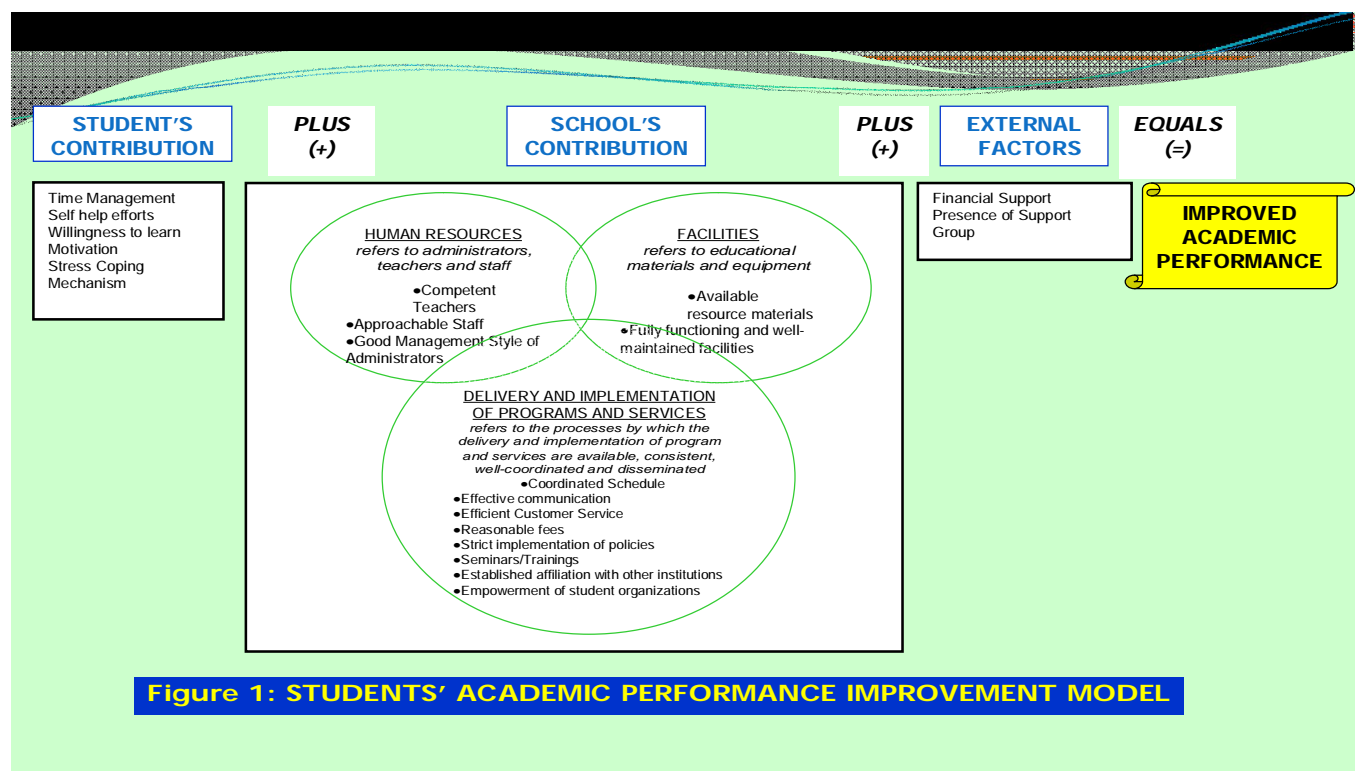 STUDENT'S
CONTRIBUTION
PLUS
(+)
SCHOOL'S
CONTRIBUTION
PLUS
(+)
EXTERNAL
FACTORS
EQUALS
(=)
Time Management
Self help efforts
Willingness to learn
Motivation
Stress Coping
Mechanism
HUMAN RESOURCES
refers to administrators,
teachers and staff
●Competent
Teachers
●Approachable Staff
●Good Management Style of
Administrators
FACILITIES
refers to educational
materials and equipment
●Available
resource materials
●Fully functioning and well-
maintained facilities
DELIVERY AND IMPLEMENTATION
OF PROGRAMS AND SERVICES
refers to the processes by which the
delivery and implementation of program
and services are available, consistent,
well-coordinated and disseminated
●Coordinated Schedule
●Effective communication
●Efficient Customer Service
●Reasonable fees
●Strict implementation of policies
●Seminars/Trainings
●Established affiliation with other institutions
●Empowerment of student organizations
Financial Support
Presence of Support
Group
IMPROVED
ACADEMIC
PERFORMANCE
Figure 1: STUDENTS' ACADEMIC PERFORMANCE IMPROVEMENT MODEL